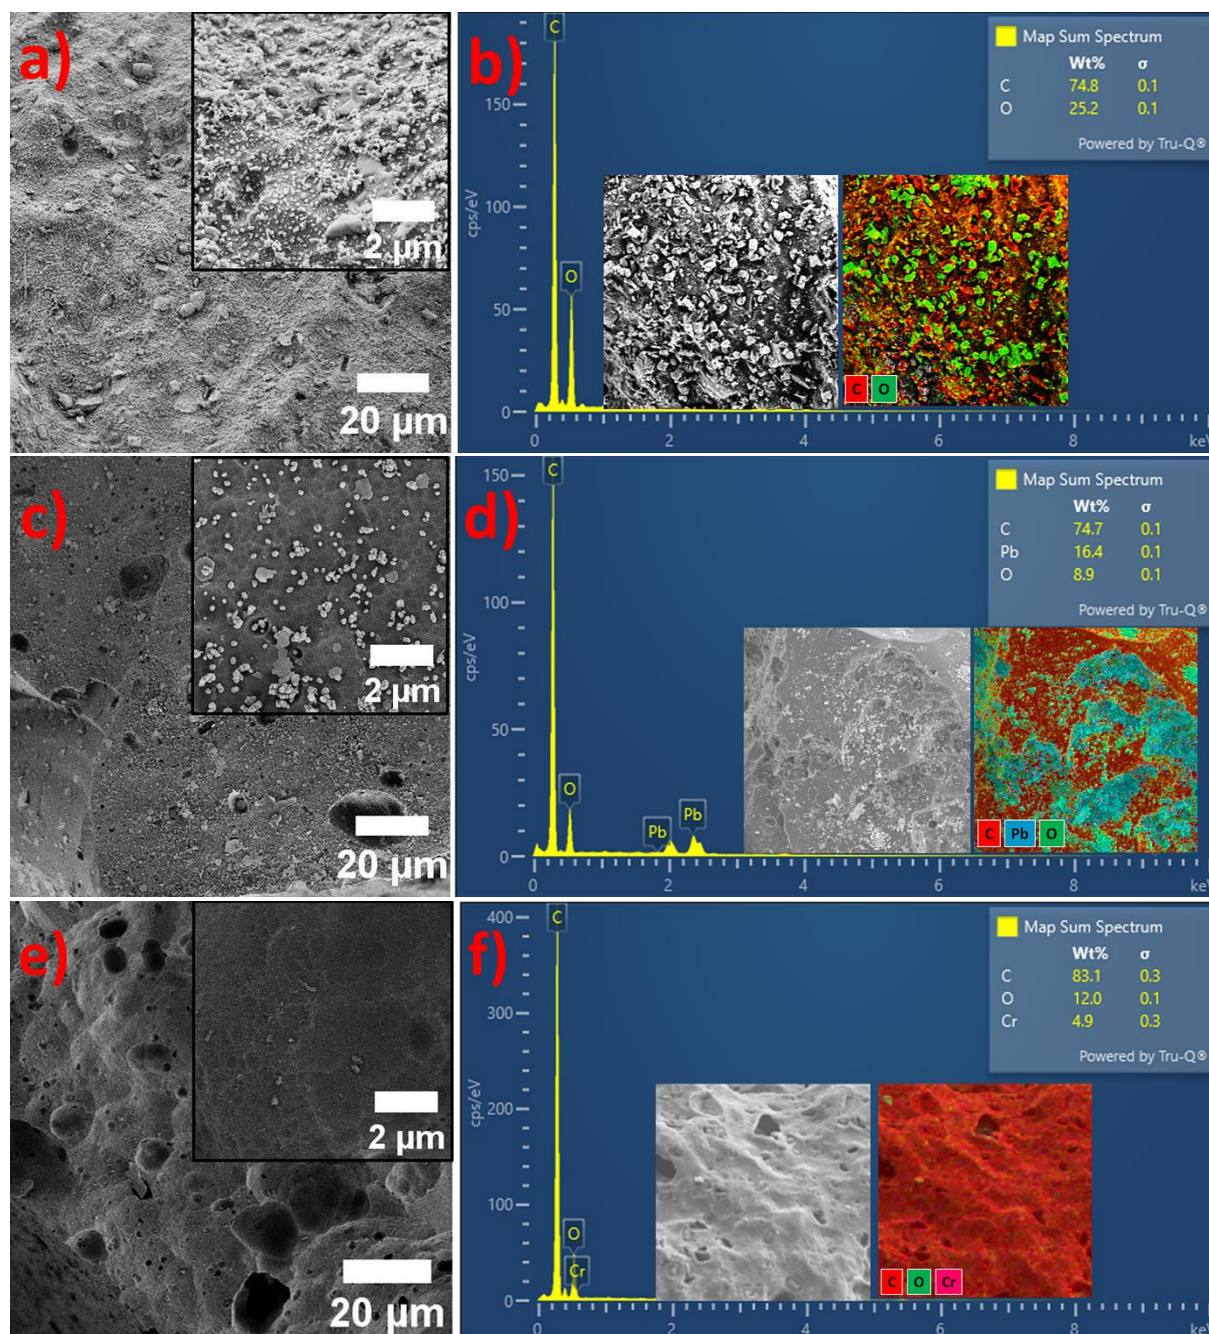 a)
2 µm
20 µm
b)
C
O
cps/eV
150
100
50
0
0 2 4 6 8 keV
Map Sum Spectrum
Wt% σ
C 74.8 0.1
O 25.2 0.1
Powered by Tru-Q®
C O
c)
2 µm
20 µm
d)
C
O
Pb
Pb
cps/eV
150
100
50
0
0 2 4 6 8
Map Sum Spectrum
Wt% σ
C 74.7 0.1
Pb 16.4 0.1
O 8.9 0.1
Powered by Tru-Q®
C Pb O
e)
2 µm
20 µm
f)
C
O
Cr
cps/eV
400
300
200
100
0
0 2 4 6 8
Map Sum Spectrum
Wt% σ
C 83.1 0.3
O 12.0 0.1
Cr 4.9 0.3
Powered by Tru-Q®
C O Cr